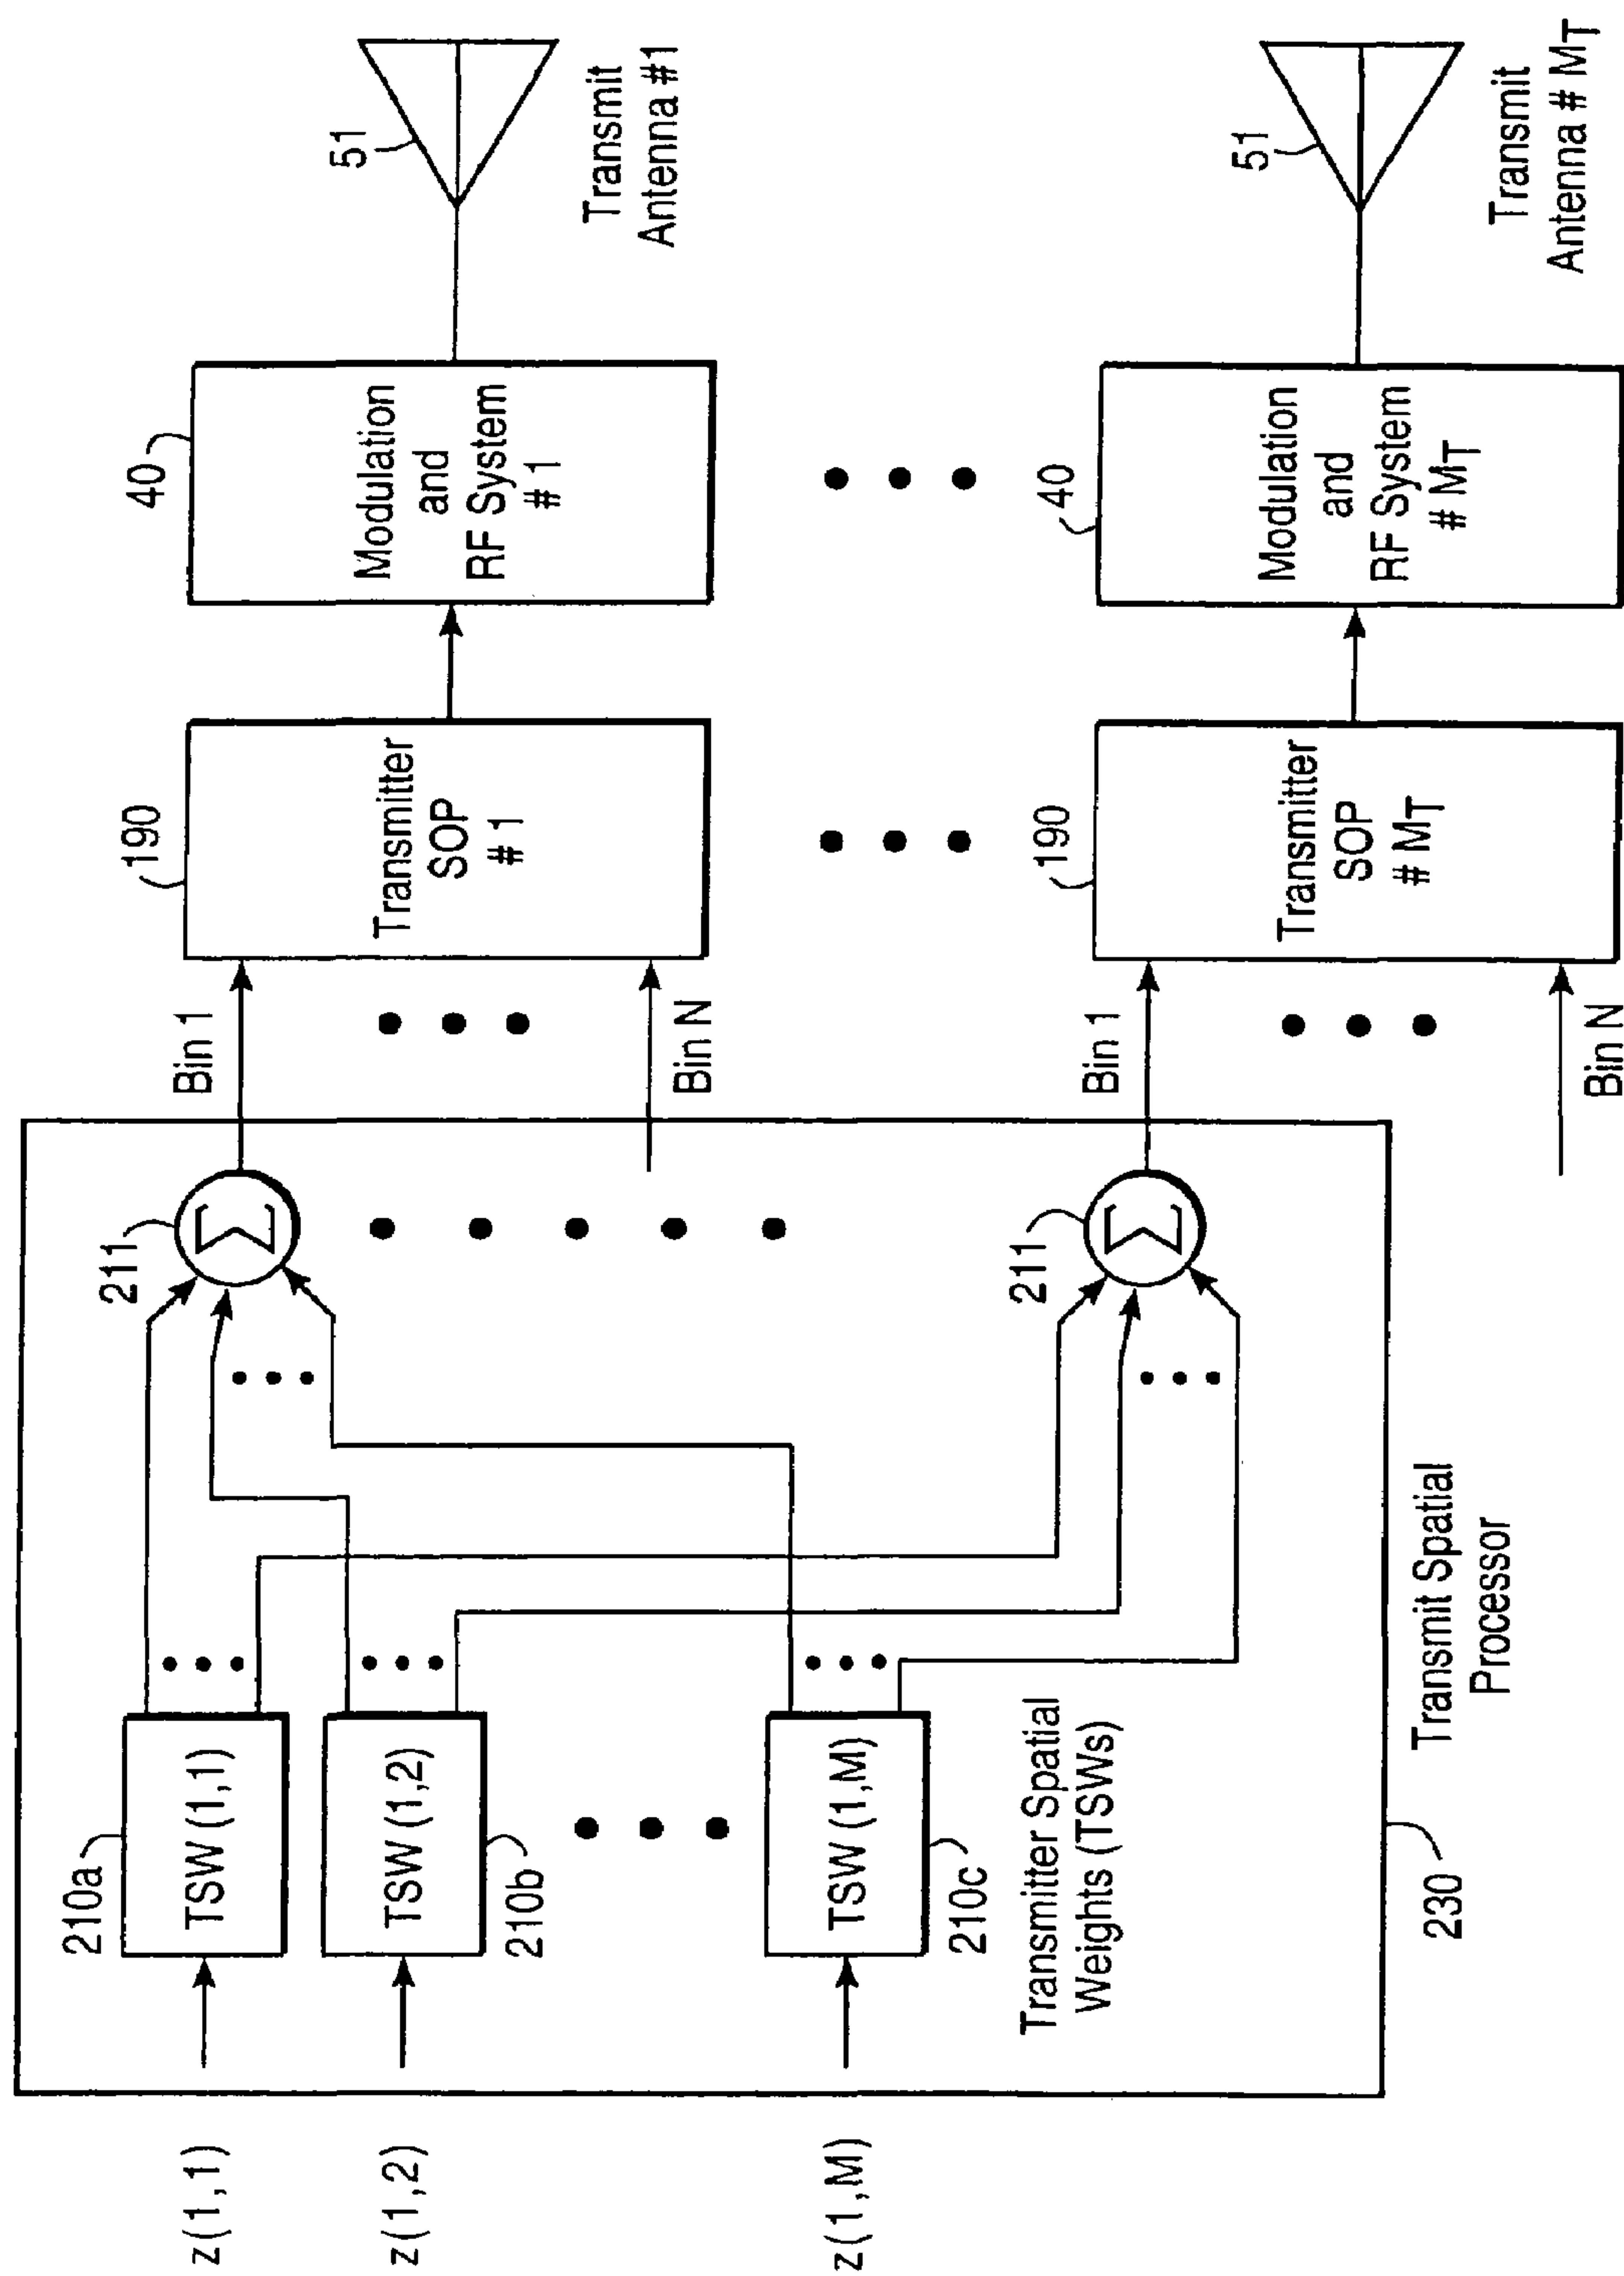 z(1,1)
z(1,2)
z(1,M)
210a
TSW (1,1)
TSW (1,2)
210b
TSW (1,M)
210c
Transmitter Spatial
Weights (TSWs)
230
Transmit Spatial
Processor
211
Σ
211
Σ
Bin 1
Bin N
Bin 1
Bin N
190
Transmitter
SOP
# 1
190
Transmitter
SOP
# MT
40
Modulation
and
RF System
# 1
40
Modulation
and
RF System
# MT
51
Transmit
Antenna #1
51
Transmit
Antenna # MT